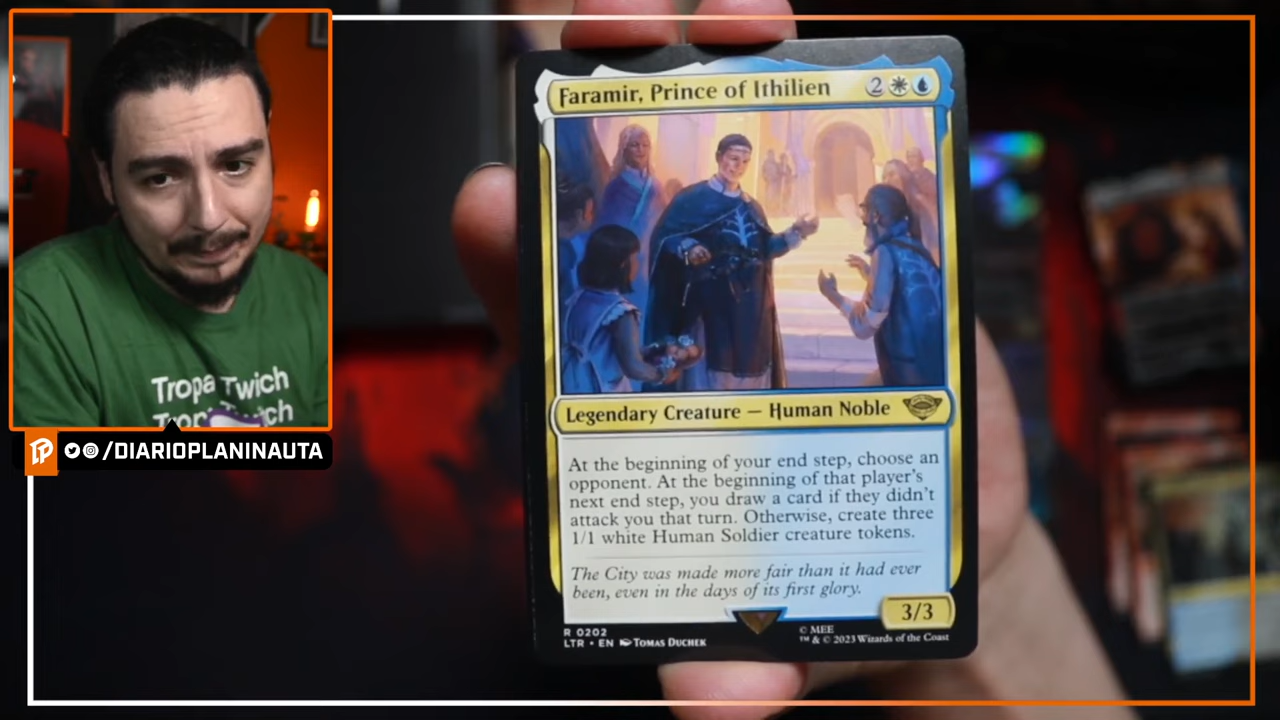 Tropa Twich
Tropa Twich
/DIARIOPLANINAUTA
Faramir, Prince of Ithilien
2
Legendary Creature — Human Noble
At the beginning of your end step, choose an
opponent. At the beginning of that player's
next end step, you draw a card if they didn't
attack you that turn. Otherwise, create three
1/1 white Human Soldier creature tokens.
The City was made more fair than it had ever
been, even in the days of its first glory.
3/3
R 0202
LTR • EN Tomas Duchek
© MEE
™ & © 2023 Wizards of the Coast